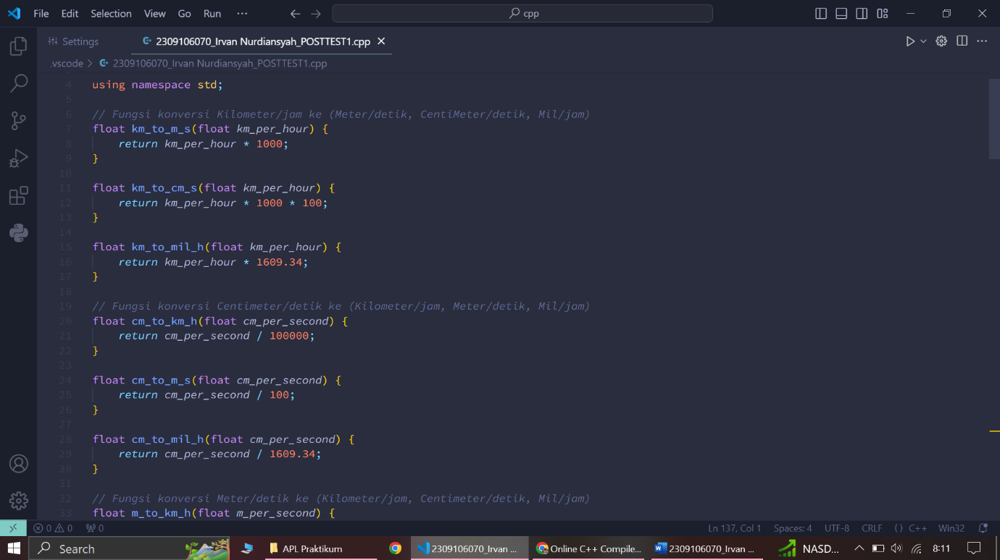 File Edit Selection View Go Run ...
cpp
Settings
2309106070_Irvan Nurdiansyah_POSTTEST1.cpp
.vscode > 2309106070_Irvan Nurdiansyah_POSTTEST1.cpp
4 using namespace std;
5
6 // Fungsi konversi Kilometer/jam ke (Meter/detik, CentiMeter/detik, Mil/jam)
7 float km_to_m_s(float km_per_hour) {
8 return km_per_hour * 1000;
9 }
10
11 float km_to_cm_s(float km_per_hour) {
12 return km_per_hour * 1000 * 100;
13 }
14
15 float km_to_mil_h(float km_per_hour) {
16 return km_per_hour * 1609.34;
17 }
18
19 // Fungsi konversi Centimeter/detik ke (Kilometer/jam, Meter/detik, Mil/jam)
20 float cm_to_km_h(float cm_per_second) {
21 return cm_per_second / 100000;
22 }
23
24 float cm_to_m_s(float cm_per_second) {
25 return cm_per_second / 100;
26 }
27
28 float cm_to_mil_h(float cm_per_second) {
29 return cm_per_second / 1609.34;
30 }
31
32 // Fungsi konversi Meter/detik ke (Kilometer/jam, Centimeter/detik, Mil/jam)
33 float m_to_km_h(float m_per_second) {
0 0 0 Ln 137, Col 1 Spaces: 4 UTF-8 CRLF {} C++ Win32
Search APL Praktikum 2309106070_Irvan ... Online C++ Compile... 2309106070_Irvan ... NASD... 8:11